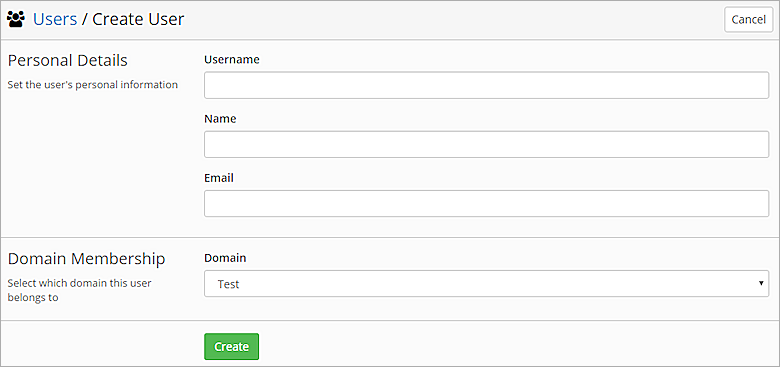 Users / Create User
Cancel
Personal Details
Set the user's personal information
Username
Name
Email
Domain Membership
Select which domain this user
belongs to
Domain
Test
Create